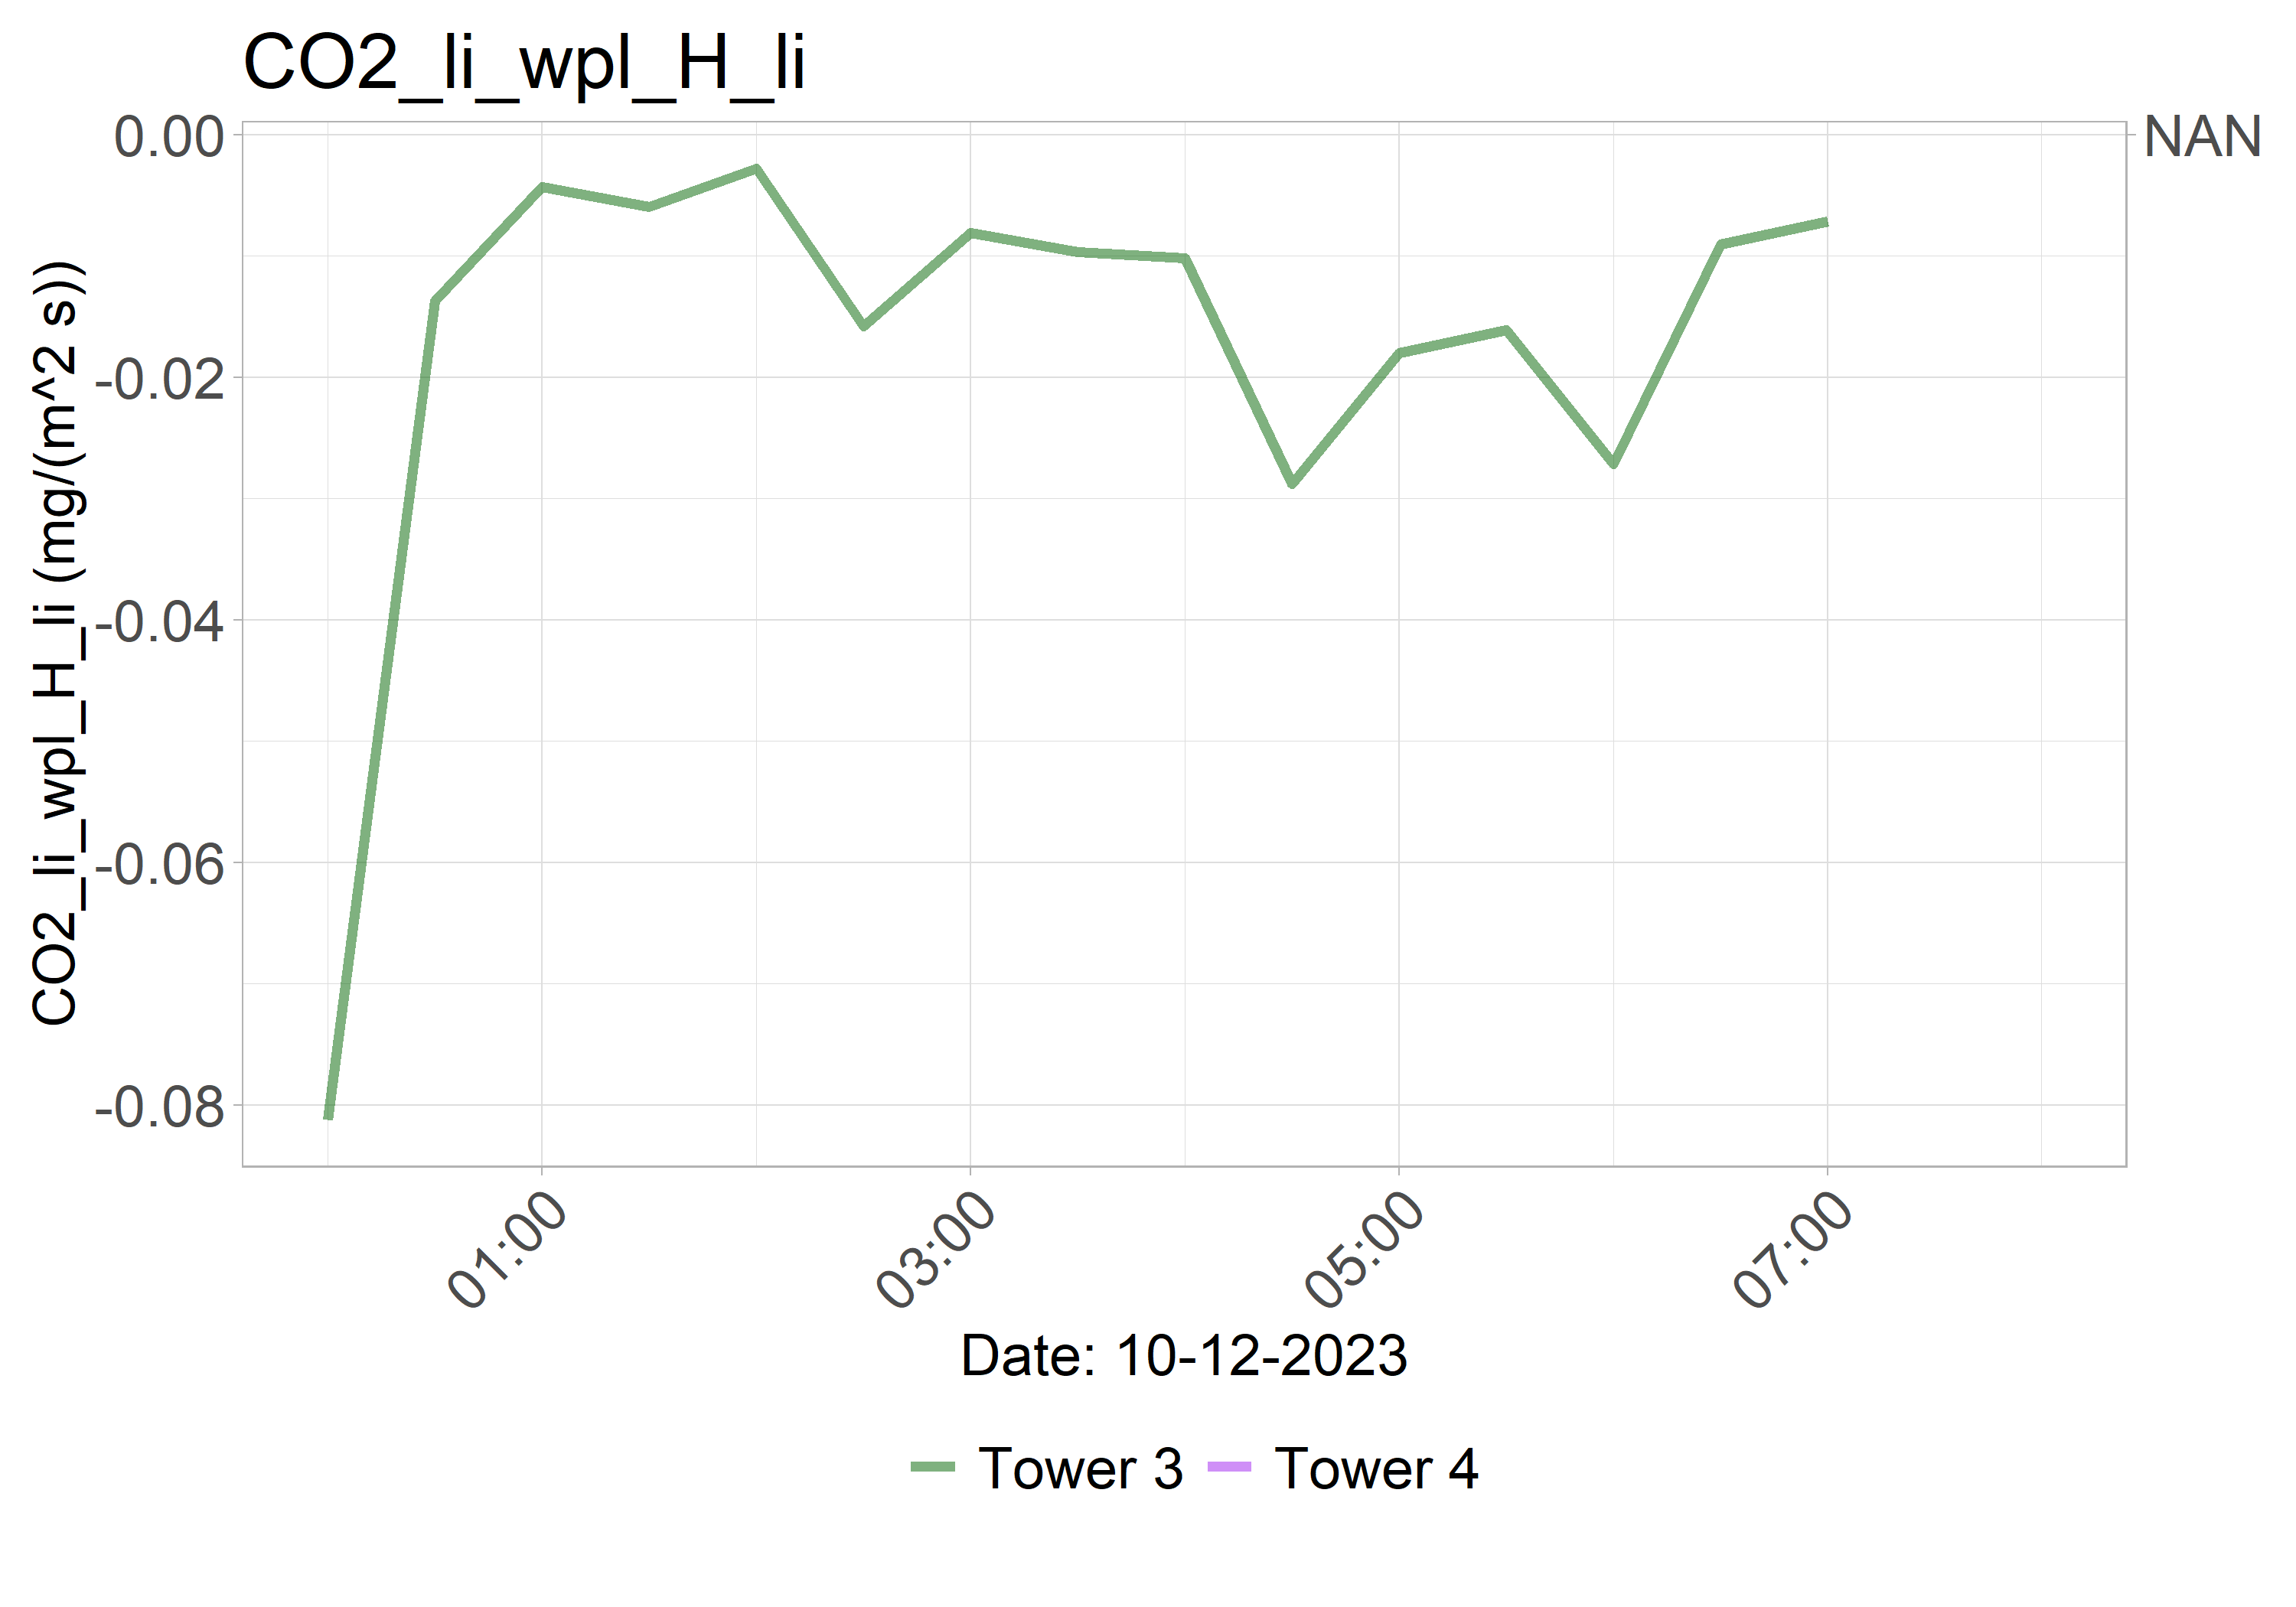 CO2_li_wpl_H_li
CO2_li_wpl_H_li (mg/(m^2 s))
0.00
-0.02
-0.04
-0.06
-0.08
NAN
01:00
03:00
05:00
07:00
Date: 10-12-2023
Tower 3
Tower 4